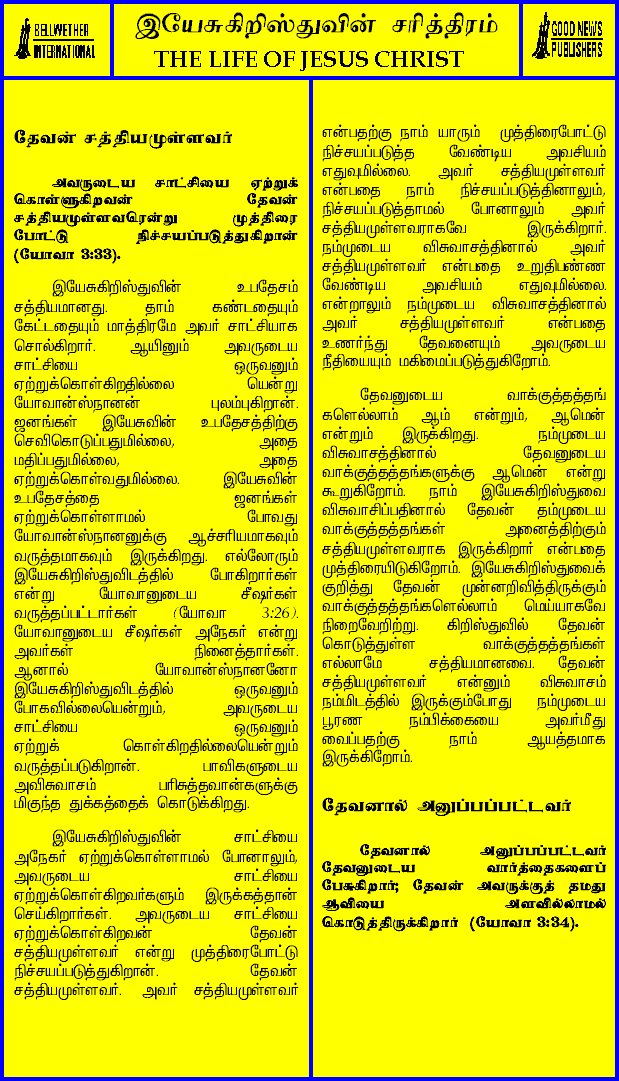 BELLWETHER
INTERNATIONAL
இயேசுகிறிஸ்துவின் சரித்திரம்
THE LIFE OF JESUS CHRIST
GOOD NEWS
PUBLISHERS
தேவன் சத்தியமுள்ளவர்
அவருடைய சாட்சியை ஏற்றுக்
கொள்ளுகிறவன் தேவன்
சத்தியமுள்ளவரென்று முத்திரை
போட்டு நிச்சயப்படுத்துகிறான்
(யோவா 3:33).
இயேசுகிறிஸ்துவின் உபதேசம்
சத்தியமானது. தாம் கண்டதையும்
கேட்டதையும் மாத்திரமே அவர் சாட்சியாக
சொல்கிறார். ஆயினும் அவருடைய
சாட்சியை ஒருவனும்
ஏற்றுக்கொள்கிறதில்லை யென்று
யோவான்ஸ்நானன் புலம்புகிறான்.
ஜனங்கள் இயேசுவின் உபதேசத்திற்கு
செவிகொடுப்பதுமில்லை, அதை
மதிப்பதுமில்லை, அதை
ஏற்றுக்கொள்வதுமில்லை. இயேசுவின்
உபதேசத்தை ஜனங்கள்
ஏற்றுக்கொள்ளாமல் போவது
யோவான்ஸ்நானனுக்கு ஆச்சரியமாகவும்
வருத்தமாகவும் இருக்கிறது. எல்லோரும்
இயேசுகிறிஸ்துவிடத்தில் போகிறார்கள்
என்று யோவானுடைய சீஷர்கள்
வருத்தப்பட்டார்கள் (யோவா 3:26).
யோவானுடைய சீஷர்கள் அநேகர் என்று
அவர்கள் நினைத்தார்கள்.
ஆனால் யோவான்ஸ்நானனோ
இயேசுகிறிஸ்துவிடத்தில் ஒருவனும்
போகவில்லையென்றும், அவருடைய
சாட்சியை ஒருவனும்
ஏற்றுக் கொள்கிறதில்லையென்றும்
வருத்தப்படுகிறான். பாவிகளுடைய
அவிசுவாசம் பரிசுத்தவான்களுக்கு
மிகுந்த துக்கத்தைக் கொடுக்கிறது.
இயேசுகிறிஸ்துவின் சாட்சியை
அநேகர் ஏற்றுக்கொள்ளாமல் போனாலும்,
அவருடைய சாட்சியை
ஏற்றுக்கொள்கிறவர்களும் இருக்கத்தான்
செய்கிறார்கள். அவருடைய சாட்சியை
ஏற்றுக்கொள்கிறவன் தேவன்
சத்தியமுள்ளவர் என்று முத்திரைபோட்டு
நிச்சயப்படுத்துகிறான். தேவன்
சத்தியமுள்ளவர். அவர் சத்தியமுள்ளவர்
என்பதற்கு நாம் யாரும் முத்திரைபோட்டு
நிச்சயப்படுத்த வேண்டிய அவசியம்
எதுவுமில்லை. அவர் சத்தியமுள்ளவர்
என்பதை நாம் நிச்சயப்படுத்தினாலும்,
நிச்சயப்படுத்தாமல் போனாலும் அவர்
சத்தியமுள்ளவராகவே இருக்கிறார்.
நம்முடைய விசுவாசத்தினால் அவர்
சத்தியமுள்ளவர் என்பதை உறுதிபண்ண
வேண்டிய அவசியம் எதுவுமில்லை.
என்றாலும் நம்முடைய விசுவாசத்தினால்
அவர் சத்தியமுள்ளவர் என்பதை
உணர்ந்து தேவனையும் அவருடைய
நீதியையும் மகிமைப்படுத்துகிறோம்.
தேவனுடைய வாக்குத்தத்தங்
களெல்லாம் ஆம் என்றும், ஆமென்
என்றும் இருக்கிறது. நம்முடைய
விசுவாசத்தினால் தேவனுடைய
வாக்குத்தத்தங்களுக்கு ஆமென் என்று
கூறுகிறோம். நாம் இயேசுகிறிஸ்துவை
விசுவாசிப்பதினால் தேவன் தம்முடைய
வாக்குத்தத்தங்கள் அனைத்திற்கும்
சத்தியமுள்ளவராக இருக்கிறார் என்பதை
முத்திரையிடுகிறோம். இயேசுகிறிஸ்துவைக்
குறித்து தேவன் முன்னறிவித்திருக்கும்
வாக்குத்தத்தங்களெல்லாம் மெய்யாகவே
நிறைவேறிற்று. கிறிஸ்துவில் தேவன்
கொடுத்துள்ள வாக்குத்தத்தங்கள்
எல்லாமே சத்தியமானவை. தேவன்
சத்தியமுள்ளவர் என்னும் விசுவாசம்
நம்மிடத்தில் இருக்கும்போது நம்முடைய
பூரண நம்பிக்கையை அவர்மீது
வைப்பதற்கு நாம் ஆயத்தமாக
இருக்கிறோம்.
தேவனால் அனுப்பப்பட்டவர்
தேவனால் அனுப்பப்பட்டவர்
தேவனுடைய வார்த்தைகளைப்
பேசுகிறார்; தேவன் அவருக்குத் தமது
ஆவியை அளவில்லாமல்
கொடுத்திருக்கிறார் (யோவா 3:34).